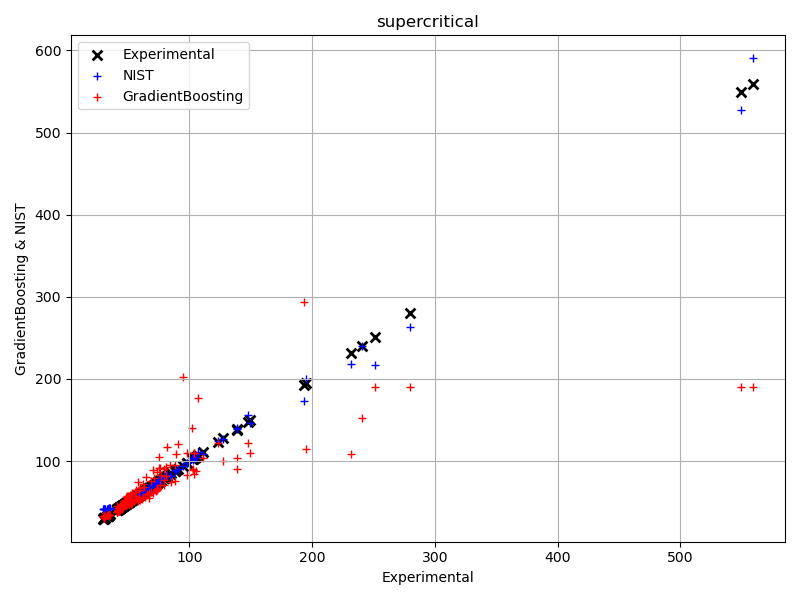 supercritical
Experimental
NIST
GradientBoosting
GradientBoosting & NIST
600
500
400
300
200
100
100
200
300
400
500
Experimental